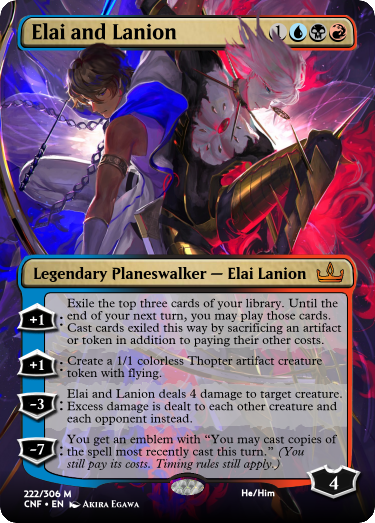 Elai and Lanion
1
Legendary Planeswalker — Elai Lanion
+1
: Exile the top three cards of your library. Until the
end of your next turn, you may play those cards.
Cast cards exiled this way by sacrificing an artifact
or token in addition to paying their other costs.
+1
: Create a 1/1 colorless Thopter artifact creature
token with flying.
-3
: Elai and Lanion deals 4 damage to target creature.
Excess damage is dealt to each other creature and
each opponent instead.
-7
: You get an emblem with “You may cast copies of
the spell most recently cast this turn.” (You
still pay its costs. Timing rules still apply.)
4
222/306 M
He/Him
CNF • EN Akira Egawa